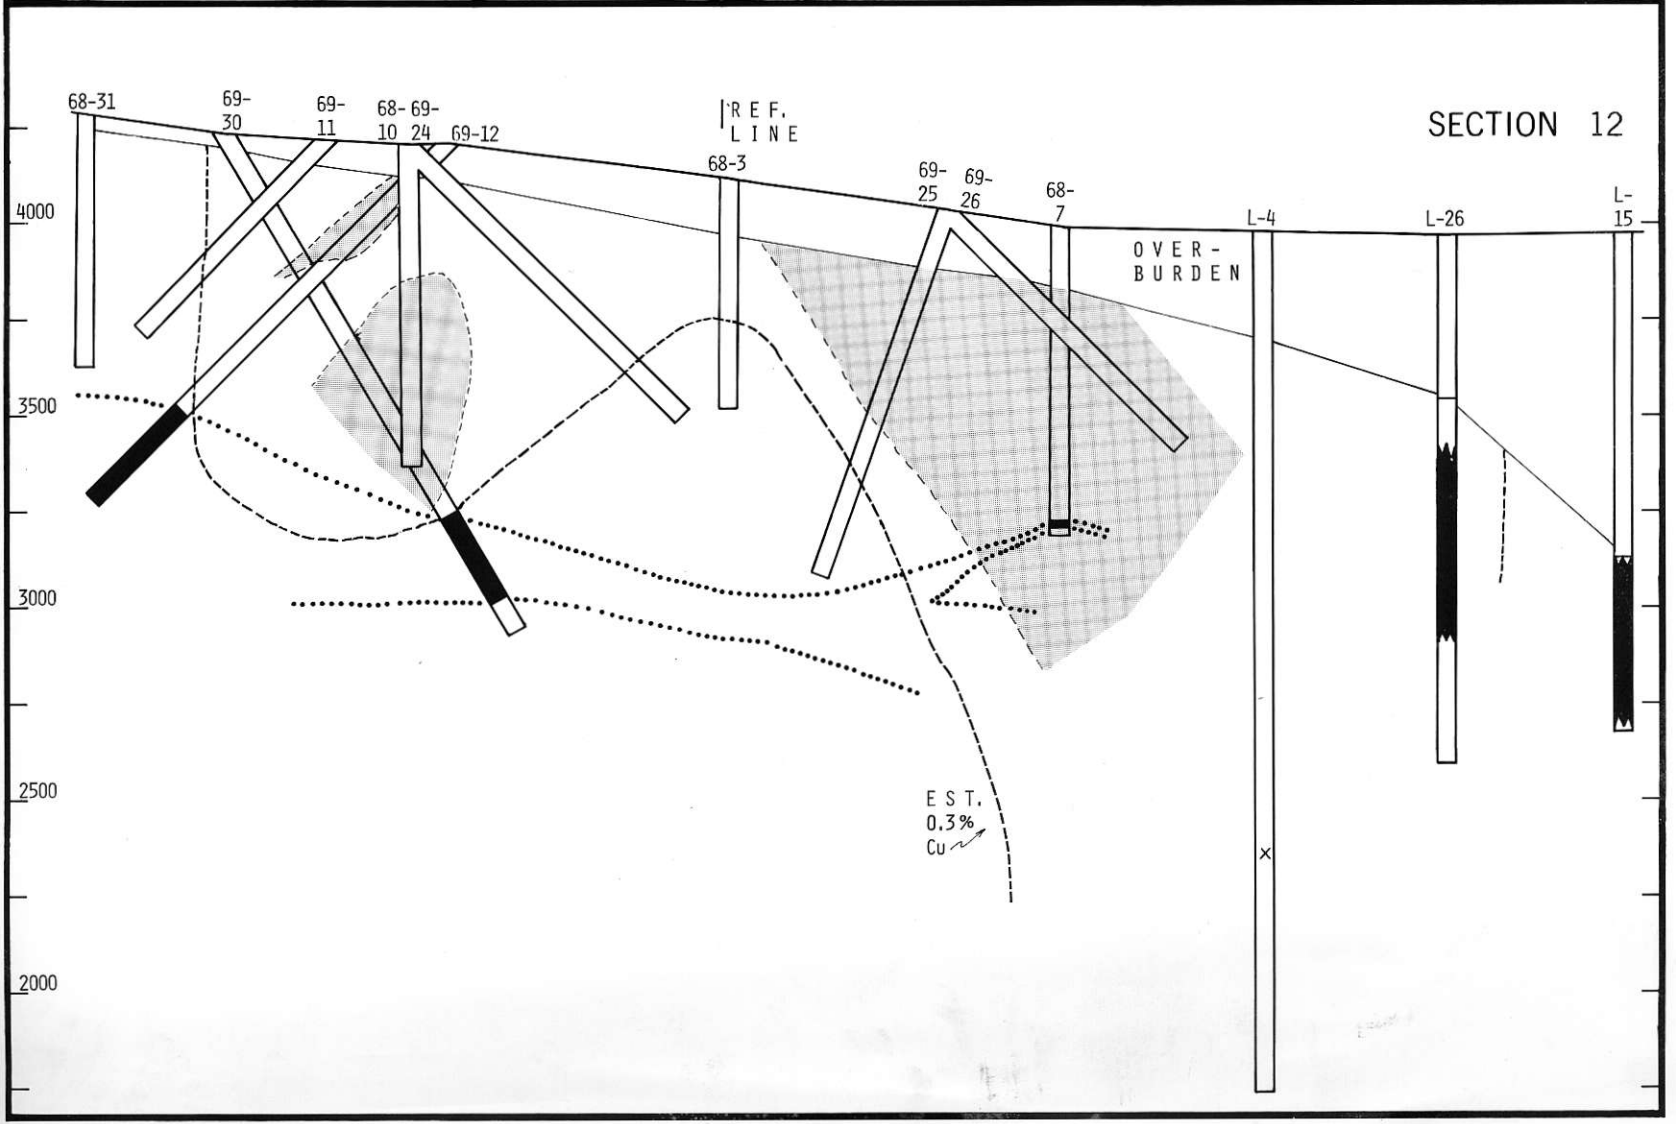 SECTION 12
68-31
69-
30
69-
11
68-
10
69-
24
69-12
REF.
LINE
68-3
69-
25
69-
26
68-
7
L-4
L-26
L-
15
OVER-
BURDEN
4000
3500
3000
2500
2000
EST.
0.3%
Cu
X